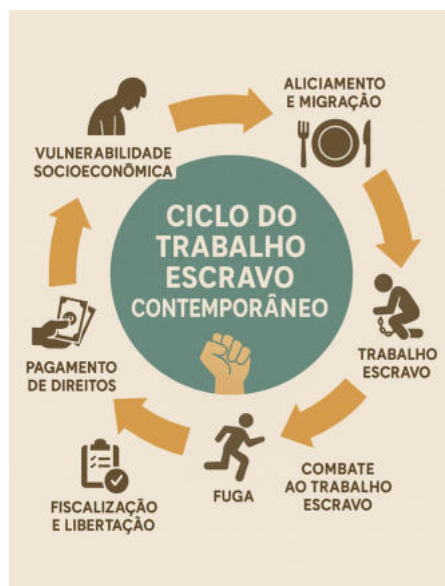 CICLO DO
TRABALHO
ESCRAVO
CONTEMPORÂNEO
VULNERABILIDADE
SOCIOECONÔMICA
ALICIAMENTO
E MIGRAÇÃO
TRABALHO
ESCRAVO
COMBATE
AO TRABALHO
ESCRAVO
FUGA
FISCALIZAÇÃO
E LIBERTAÇÃO
PAGAMENTO
DE DIREITOS